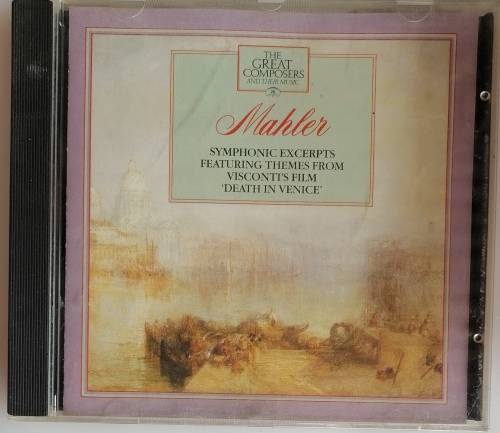 THE
GREAT
COMPOSERS
AND THEIR MUSIC
Mahler
SYMPHONIC EXCERPTS
FEATURING THEMES FROM
VISCONTI'S FILM
'DEATH IN VENICE'